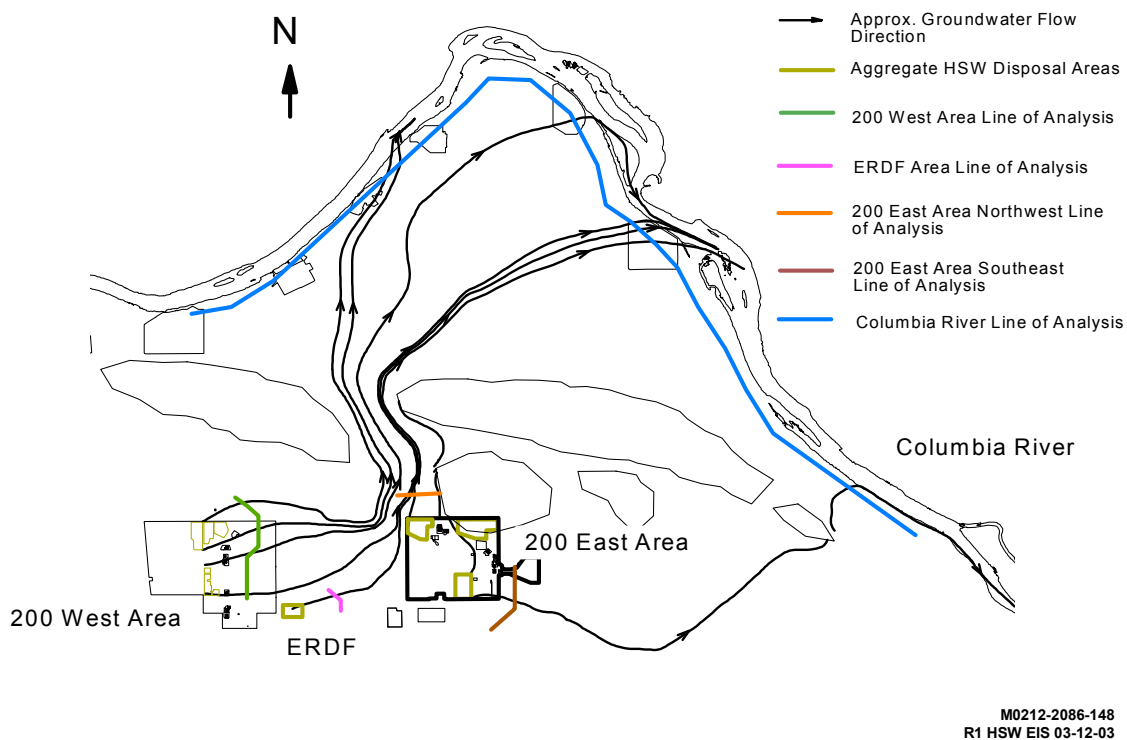 N
Approx. Groundwater Flow
Direction
Aggregate HSW Disposal Areas
200 West Area Line of Analysis
ERDF Area Line of Analysis
200 East Area Northwest Line
of Analysis
200 East Area Southeast
Line of Analysis
Columbia River Line of Analysis
Columbia River
200 East Area
200 West Area
ERDF
M0212-2086-148
R1 HSW EIS 03-12-03